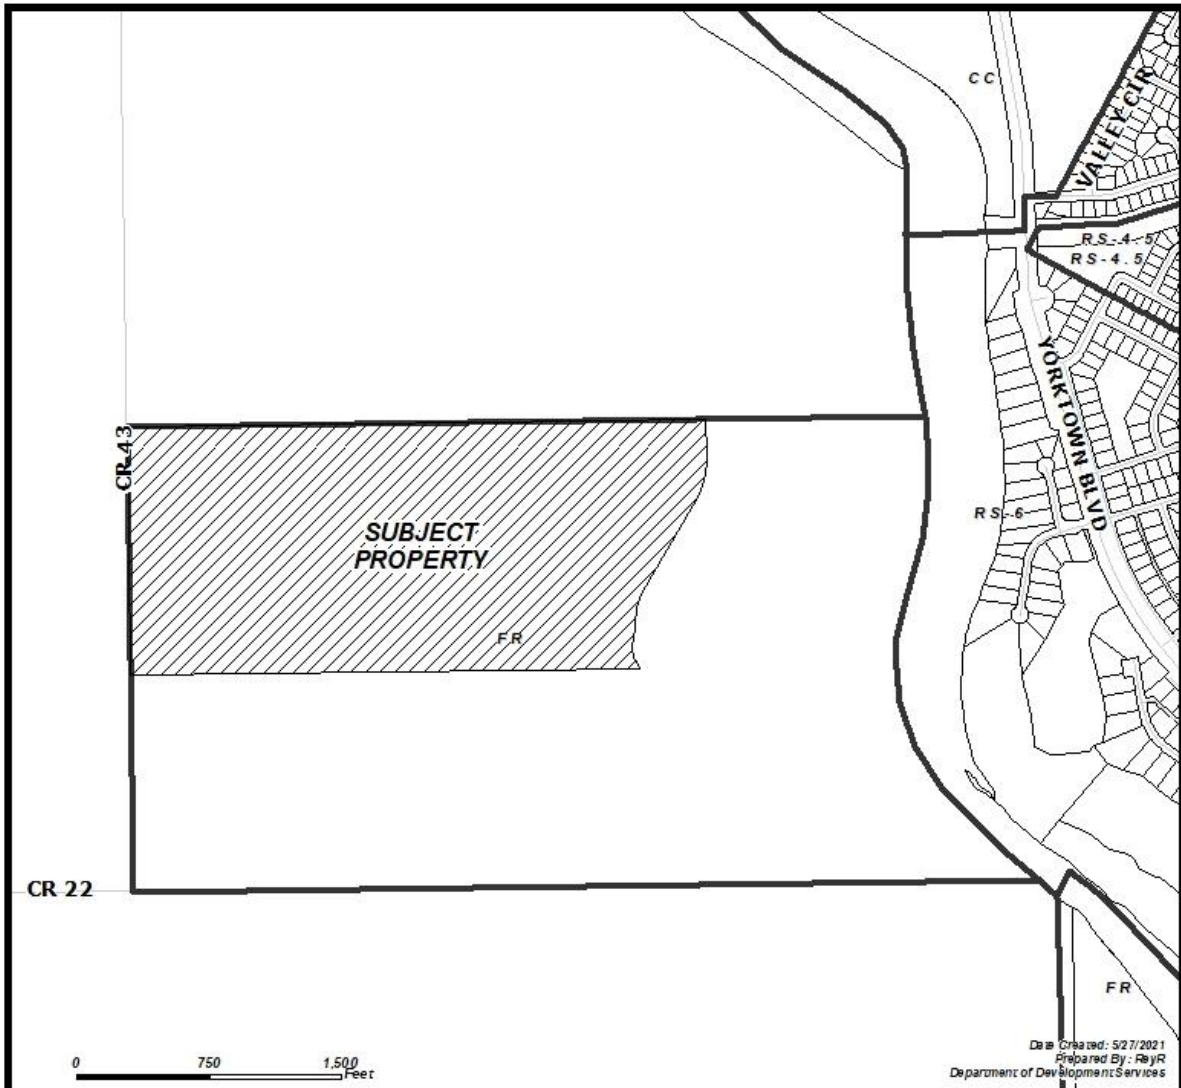 CC
VALLEY CIR
RS-4.5
RS-4.5
YORKTOWN BLVD
CR 43
RS-6
SUBJECT
PROPERTY
FR
CR 22
FR
0 750 1,500
Feet
Date Created: 5/27/2021
Prepared By: RayR
Department of Development Services